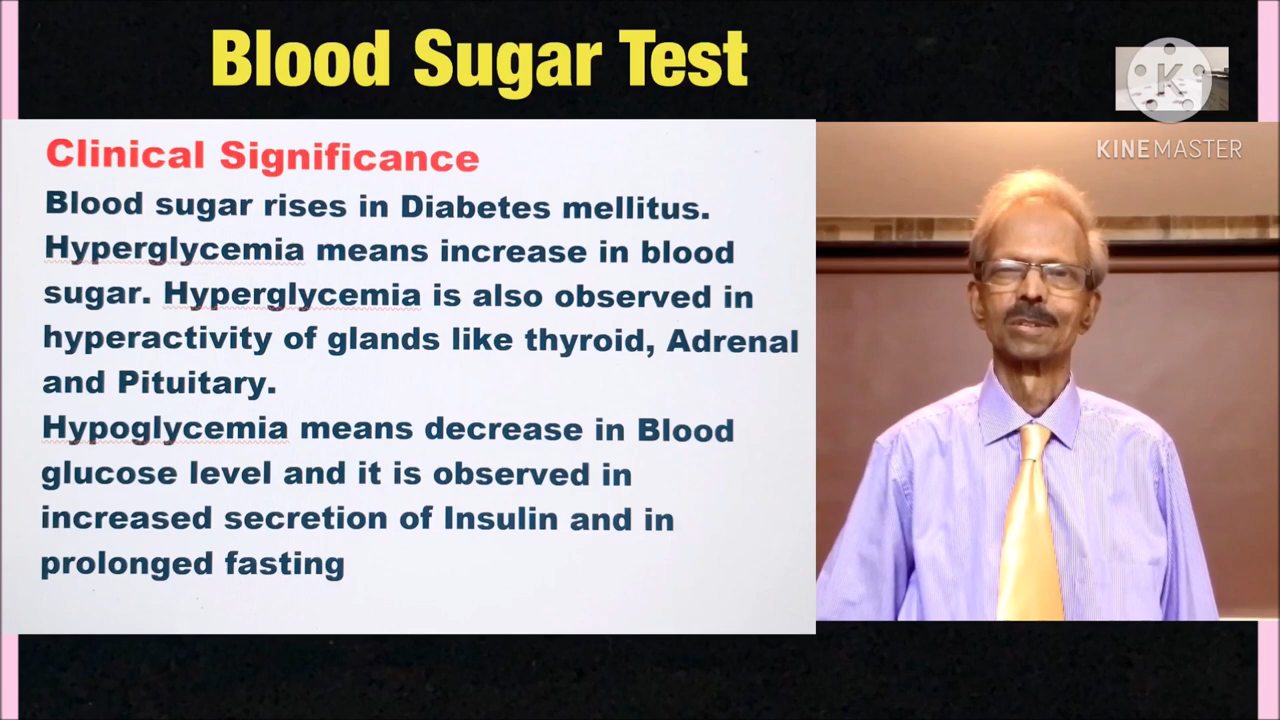 Blood Sugar Test
K
KINEMASTER
Clinical Significance
Blood sugar rises in Diabetes mellitus.
Hyperglycemia means increase in blood
sugar. Hyperglycemia is also observed in
hyperactivity of glands like thyroid, Adrenal
and Pituitary.
Hypoglycemia means decrease in Blood
glucose level and it is observed in
increased secretion of Insulin and in
prolonged fasting